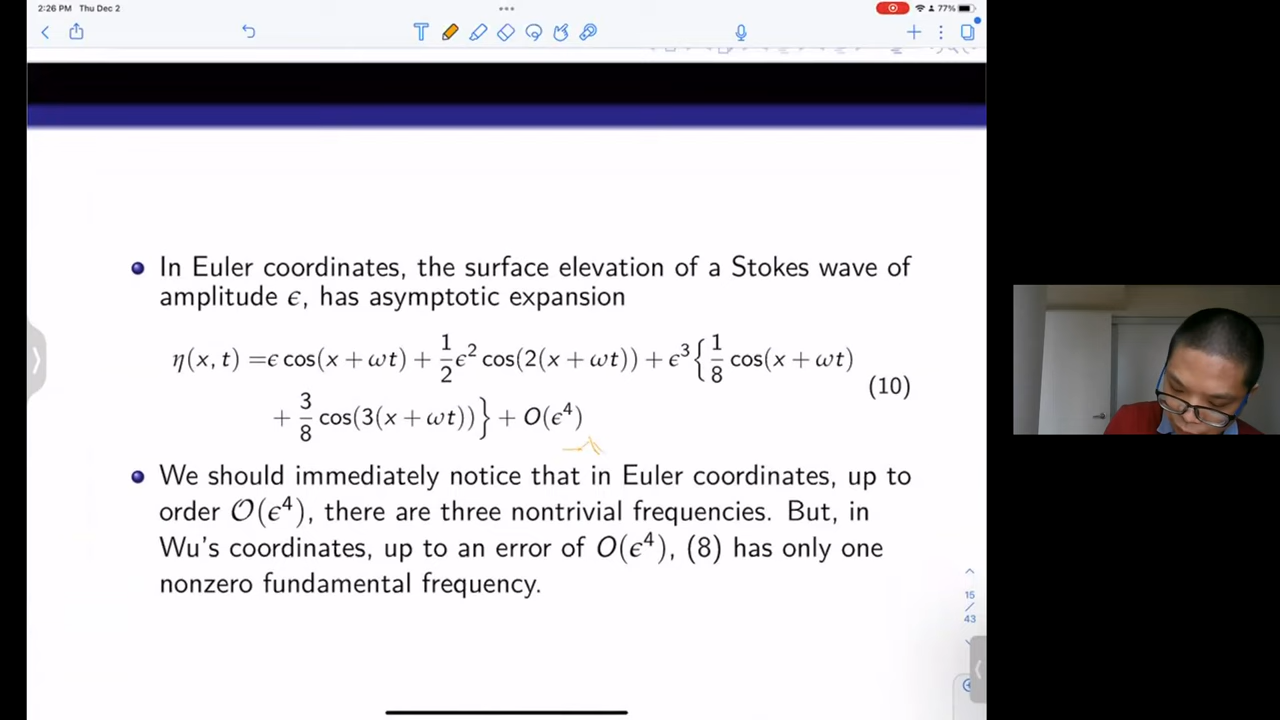 2:26 PM Thu Dec 2
77%
T
In Euler coordinates, the surface elevation of a Stokes wave of
amplitude ϵ, has asymptotic expansion
η(x, t) =ϵ cos(x + ωt) + 1/2 ϵ² cos(2(x + ωt)) + ϵ³{1/8 cos(x + ωt)
+ 3/8 cos(3(x + ωt))} + O(ϵ⁴)
(10)
We should immediately notice that in Euler coordinates, up to
order 𝒪(ϵ⁴), there are three nontrivial frequencies. But, in
Wu's coordinates, up to an error of O(ϵ⁴), (8) has only one
nonzero fundamental frequency.
15
/
43